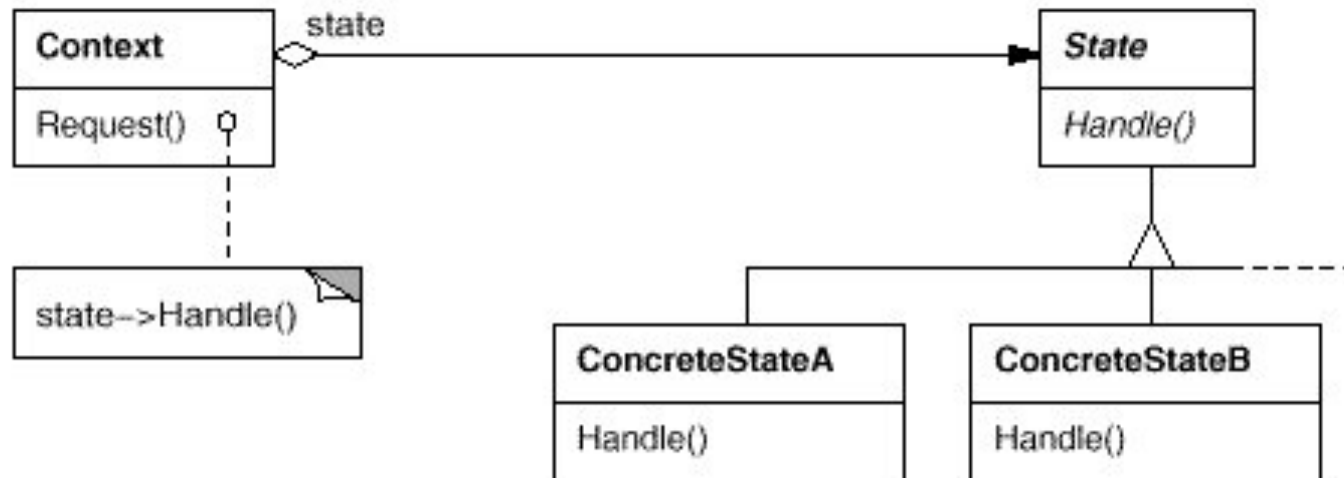 state
Context
State
Request()
Handle()
state–>Handle()
ConcreteStateA
ConcreteStateB
Handle()
Handle()